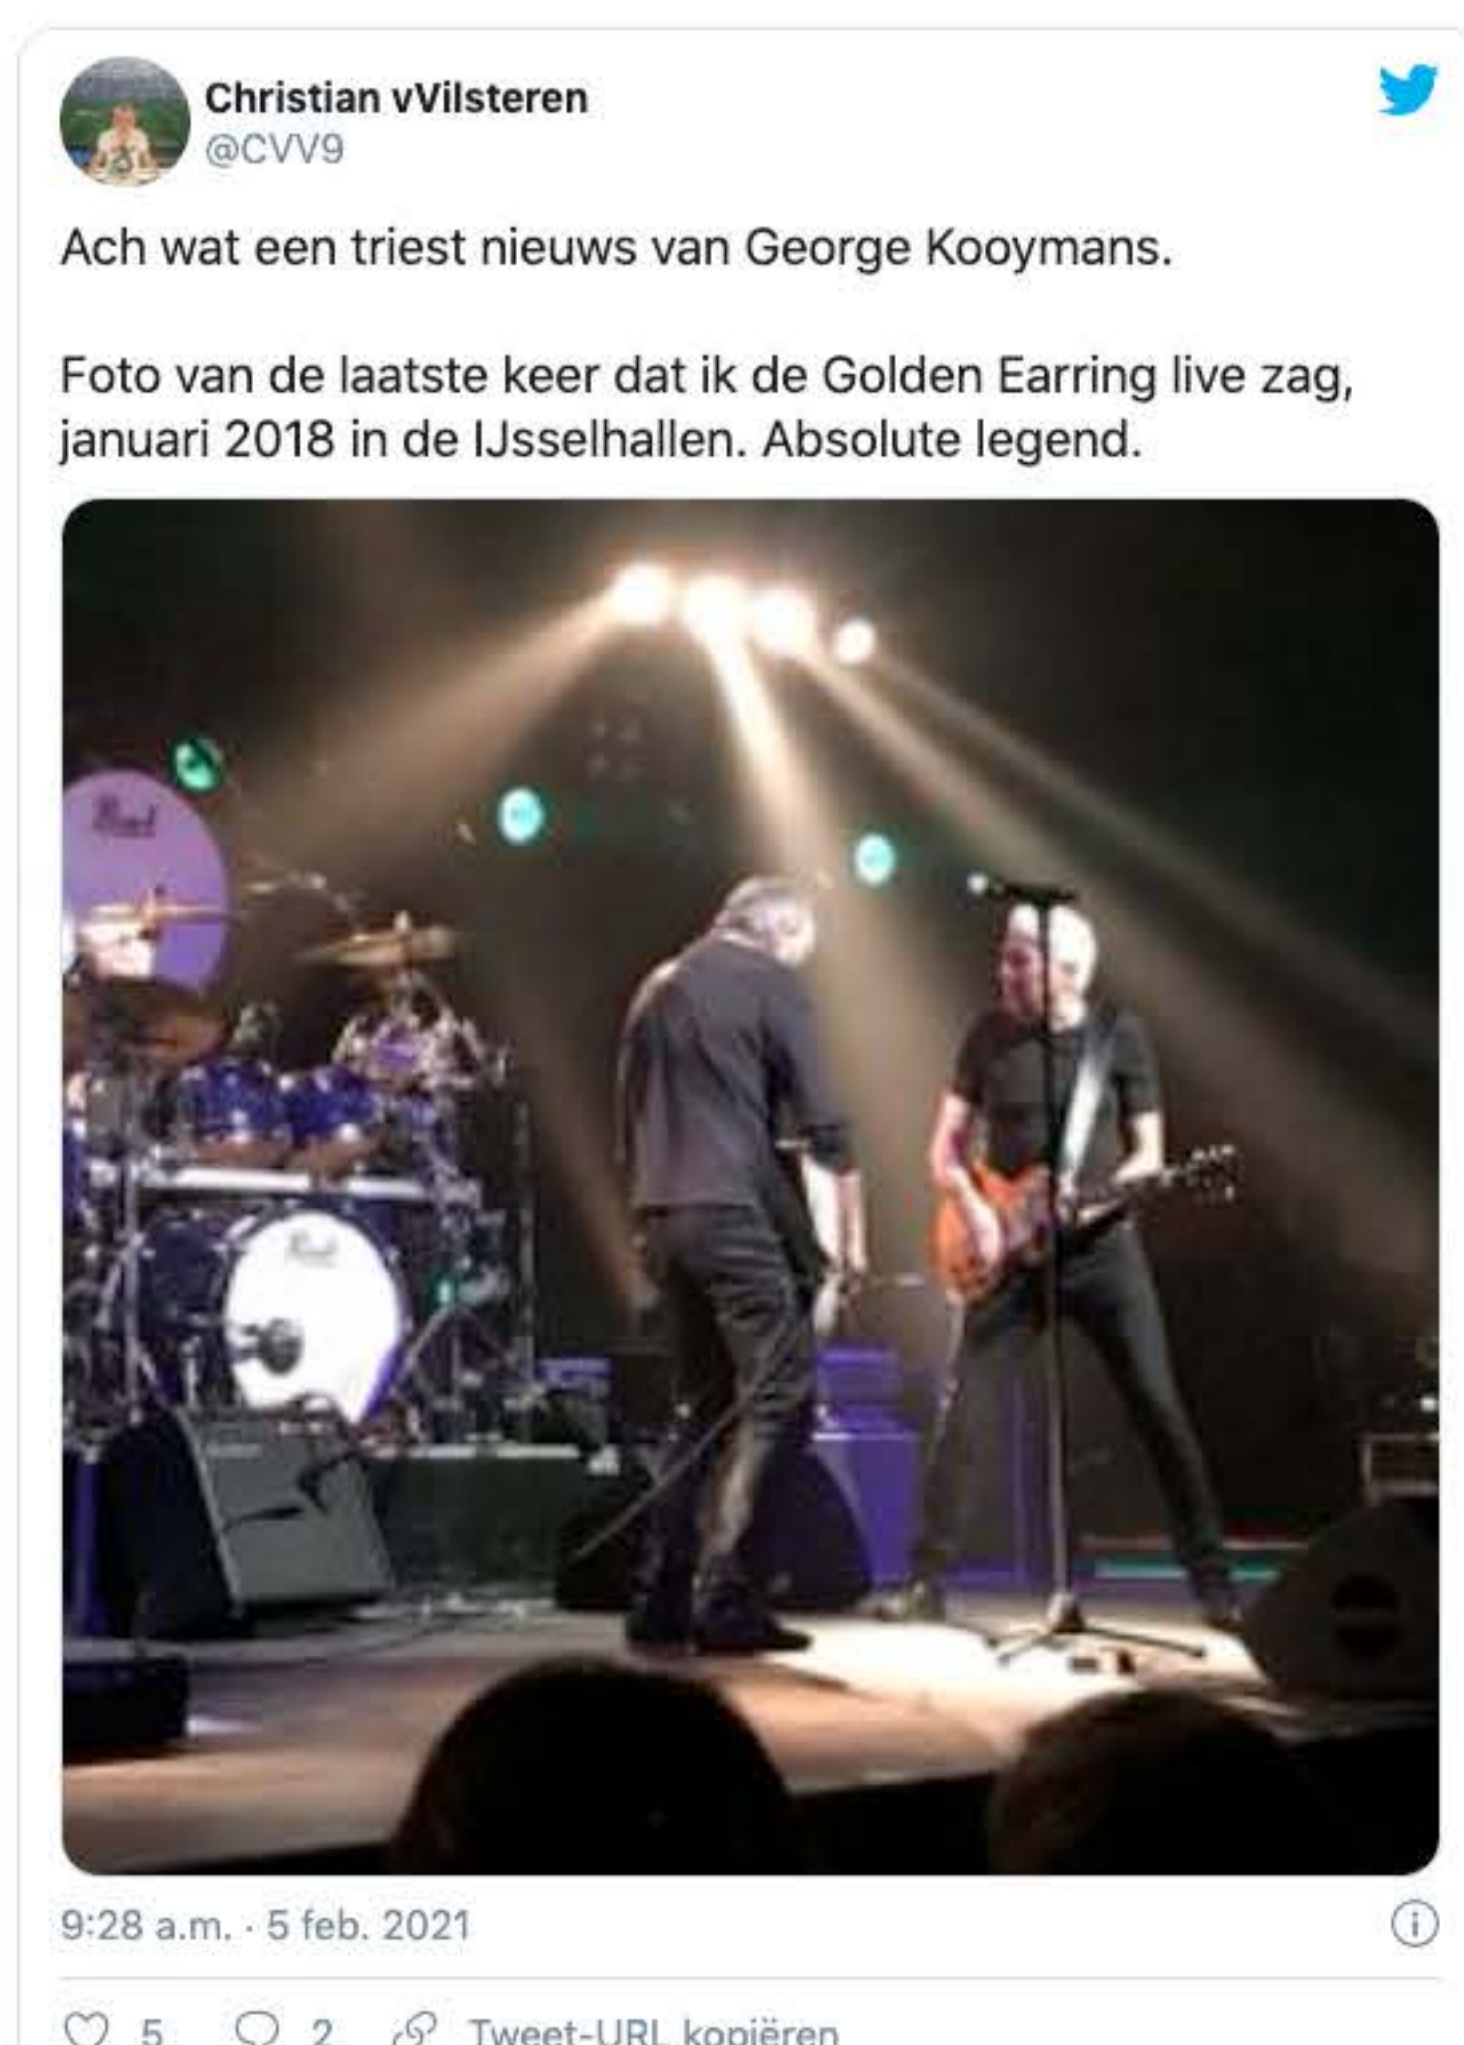 Christian vVilsteren
@CVV9
Ach wat een triest nieuws van George Kooymans.
Foto van de laatste keer dat ik de Golden Earring live zag,
januari 2018 in de IJsselhallen. Absolute legend.
9:28 a.m. · 5 feb. 2021
5 2 Tweet-URL kopiëren